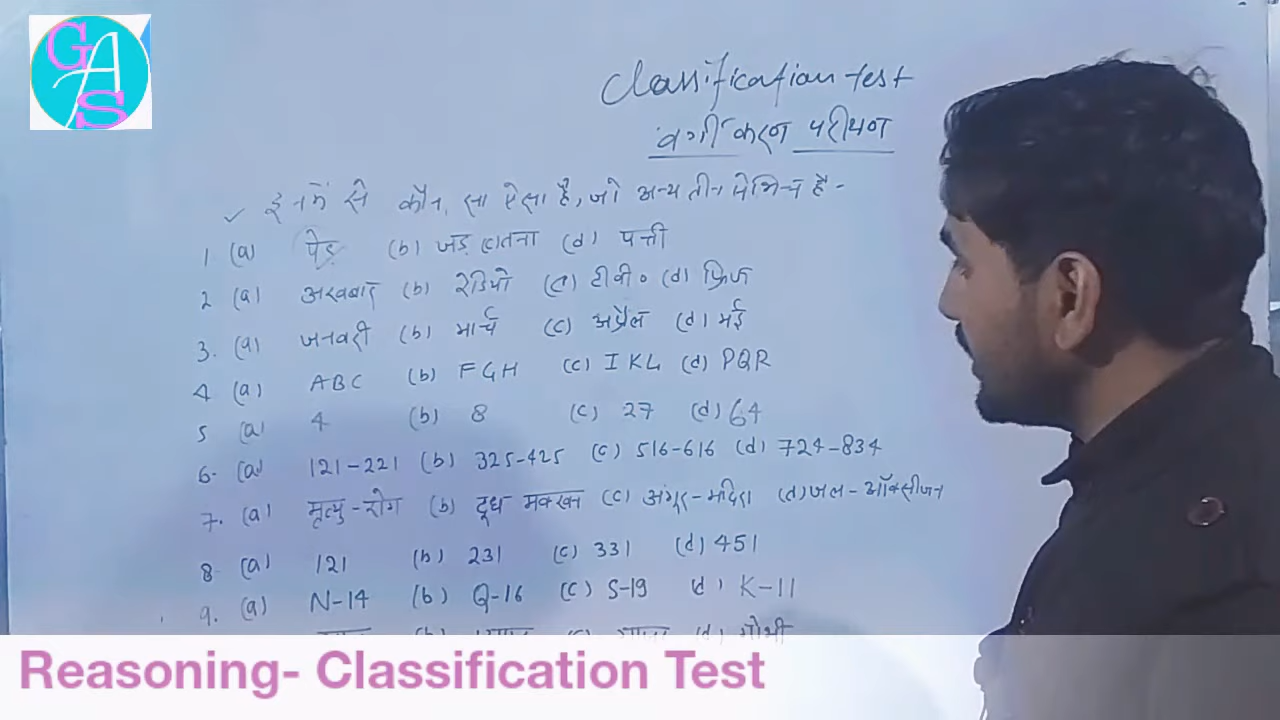 GAS
Classification test
वर्गीकरण परीक्षण
✓ इनमें से कौन सा ऐसा है, जो अन्य तीन से भिन्न है -
1 (a) पेड़ (b) जड़ (c) तना (d) पत्ती
2 (a) अखबार (b) रेडियो (c) टीवी० (d) फ्रिज
3. (a) जनवरी (b) मार्च (c) अप्रैल (d) मई
4 (a) ABC (b) FGH (c) IKL (d) PQR
5 (a) 4 (b) 8 (c) 27 (d) 64
6. (a) 121-221 (b) 325-425 (c) 516-616 (d) 724-834
7. (a) मृत्यु-रोग (b) दूध मक्खन (c) अंगूर-मदिरा (d) जल-ऑक्सीजन
8 (a) 121 (b) 231 (c) 331 (d) 451
9. (a) N-14 (b) Q-16 (c) S-19 (d) K-11
(b) (c) (d) गोभी
Reasoning- Classification Test